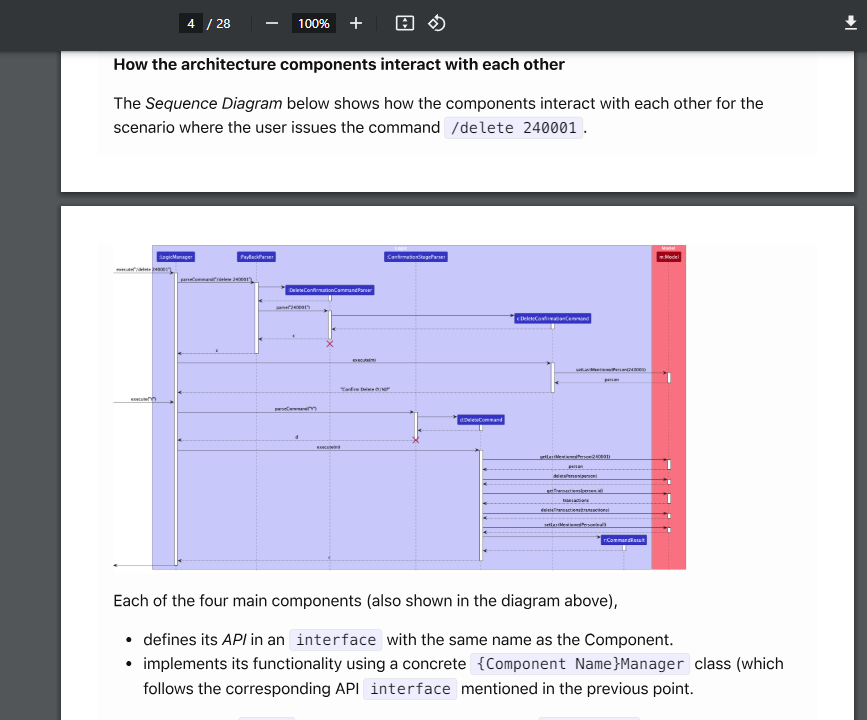 4 / 28
100%
How the architecture components interact with each other
The Sequence Diagram below shows how the components interact with each other for the
scenario where the user issues the command /delete 240001 .
Logic
Model
:LogicManager
:PayBackParser
:ConfirmationStageParser
m:Model
execute("/delete 240001")
parseCommand("/delete 240001")
:DeleteConfirmationCommandParser
parse("240001")
c:DeleteConfirmationCommand
c
c
execute(m)
setLastMentionedPerson(240001)
person
"Confirm Delete (Y/N)?"
execute("Y")
parseCommand("Y")
d:DeleteCommand
d
execute(m)
getLastMentionedPerson(240001)
person
deletePerson(person)
getTransactions(person.id)
transactions
deleteTransactions(transactions)
setLastMentionedPerson(null)
r:CommandResult
r
Each of the four main components (also shown in the diagram above),
• defines its API in an interface with the same name as the Component.
• implements its functionality using a concrete {Component Name}Manager class (which
follows the corresponding API interface mentioned in the previous point.